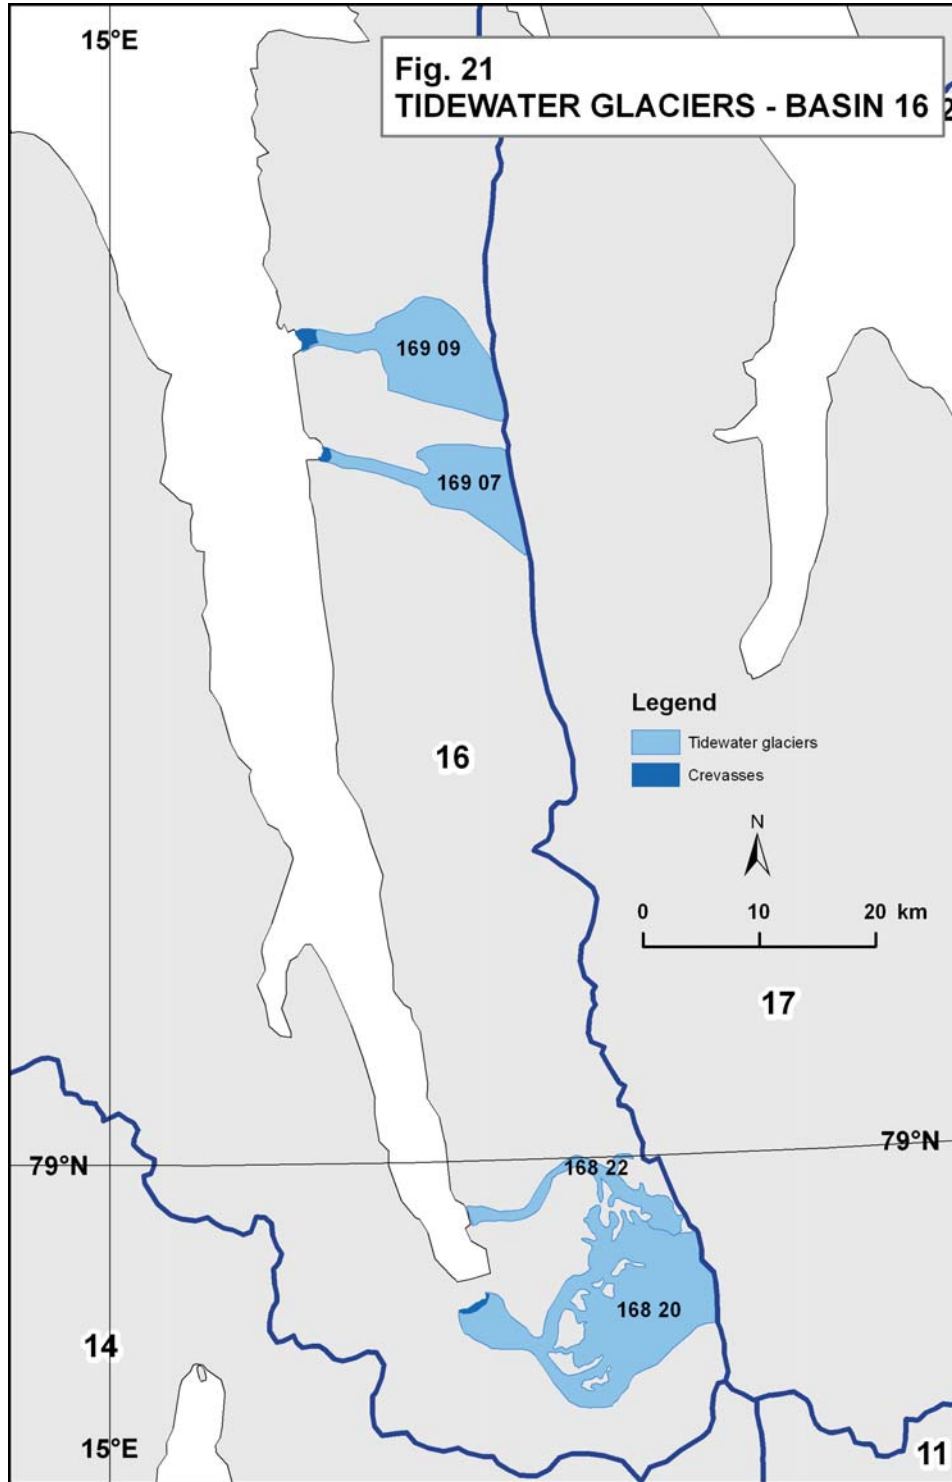 15°E
Fig. 21
TIDEWATER GLACIERS - BASIN 16
169 09
169 07
Legend
Tidewater glaciers
16
Crevasses
N
0 10 20 km
17
79°N
79°N
168 22
168 20
14
15°E
11